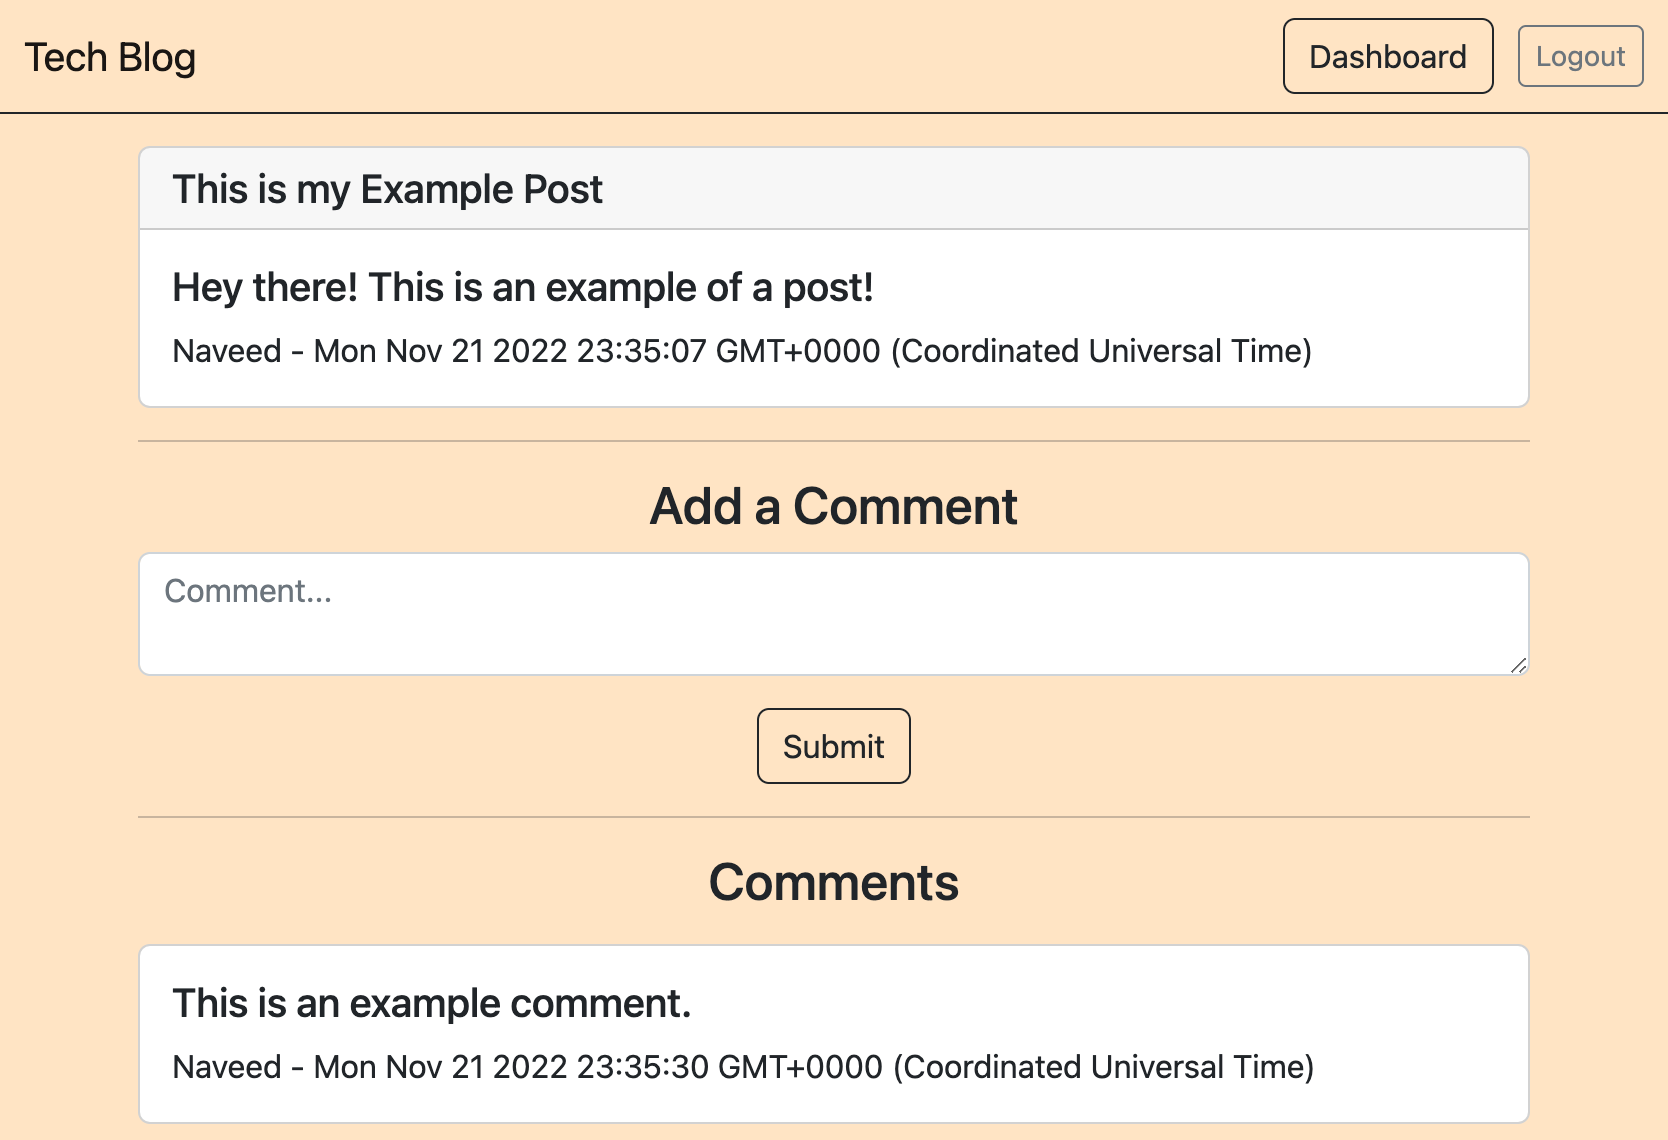 Tech Blog
Dashboard
Logout
This is my Example Post
Hey there! This is an example of a post!
Naveed - Mon Nov 21 2022 23:35:07 GMT+0000 (Coordinated Universal Time)
Add a Comment
Comment...
Submit
Comments
This is an example comment.
Naveed - Mon Nov 21 2022 23:35:30 GMT+0000 (Coordinated Universal Time)